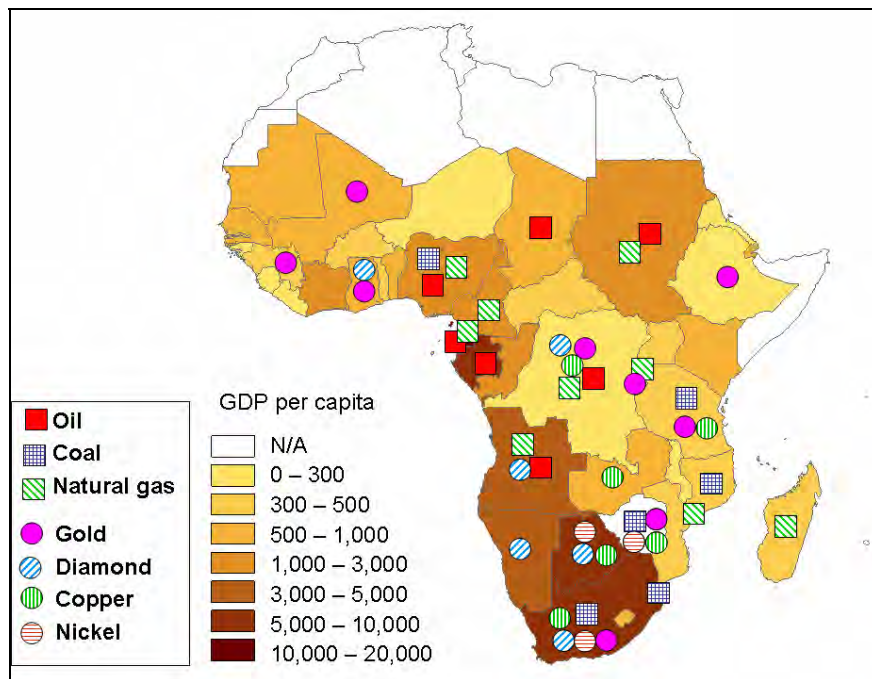 Oil
Coal
Natural gas
Gold
Diamond
Copper
Nickel
GDP per capita
N/A
0 – 300
300 – 500
500 – 1,000
1,000 – 3,000
3,000 – 5,000
5,000 – 10,000
10,000 – 20,000